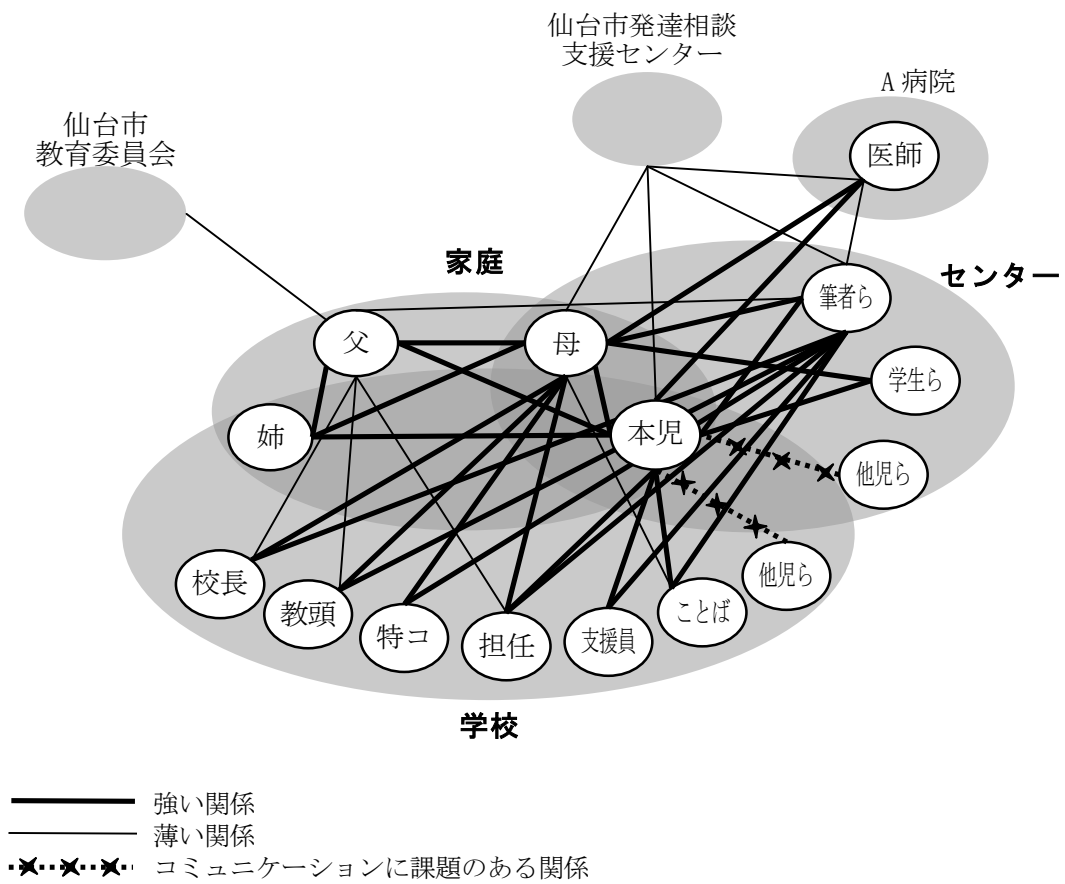 仙台市発達相談
支援センター
A 病院
医師
仙台市
教育委員会
家庭
センター
筆者ら
父
母
学生ら
姉
本児
他児ら
他児ら
校長
教頭
特コ
担任
支援員
ことば
学校
強い関係
薄い関係
コミュニケーションに課題のある関係